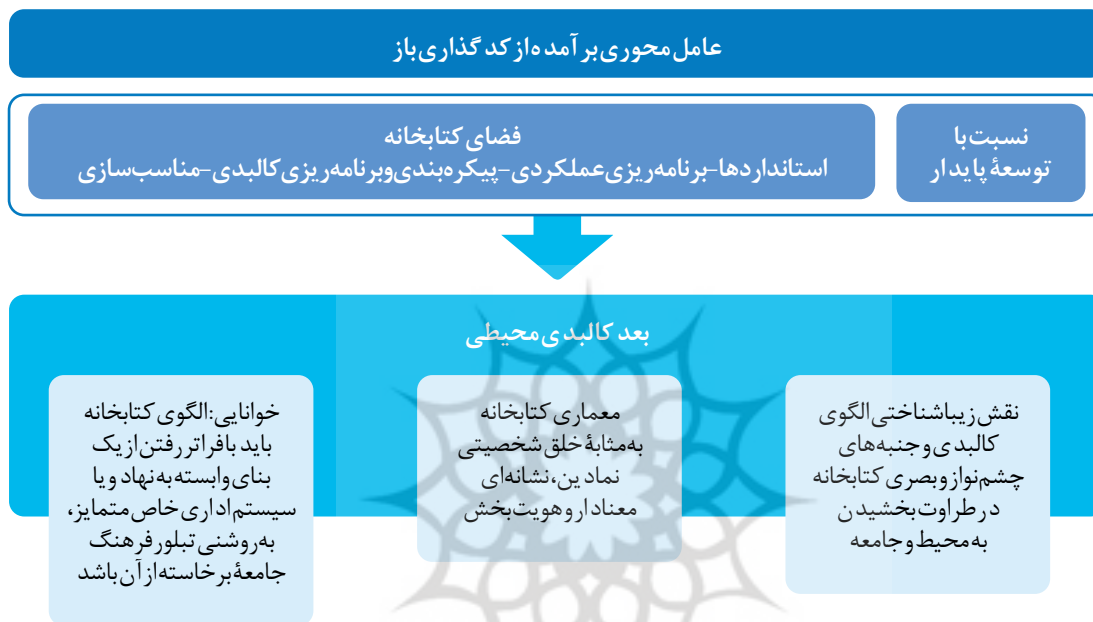 عامل محوری برآمده از کدگذاری باز
نسبت با
توسعهٔ پایدار
فضای کتابخانه
استانداردها-برنامه‌ریزی عملکردی-پیکره‌بندی و برنامه‌ریزی کالبدی-مناسب‌سازی
بعد کالبدی محیطی
نقش زیباشناختی الگوی
کالبدی و جنبه‌های
چشم‌نواز و بصری کتابخانه
در طراوت بخشیدن
به محیط و جامعه
معماری کتابخانه
به‌مثابهٔ خلق شخصیتی
نمادین، نشانه‌ای
معنادار و هویت‌بخش
خوانایی: الگوی کتابخانه
باید با فراتر رفتن از یک
بنای وابسته به نهاد و یا
سیستم اداری خاص متمایز،
به‌روشنی تبلور فرهنگ
جامعهٔ برخاسته از آن باشد